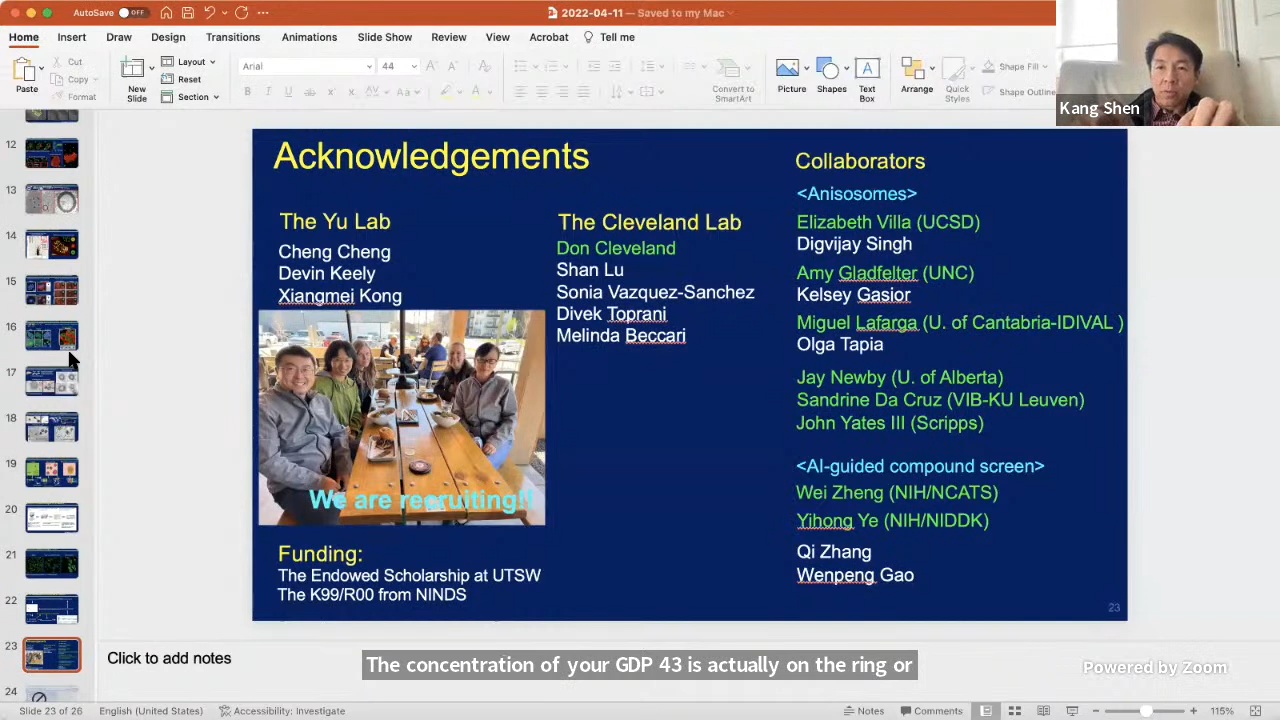 AutoSave OFF
2022-04-11 — Saved to my Mac
Home Insert Draw Design Transitions Animations Slide Show Review View Acrobat Tell me
Paste
Cut
Copy
Format
New Slide
Layout
Reset
Section
Arial 44
Convert to SmartArt
Picture
Shapes
Text Box
Arrange
Quick Styles
Shape Fill
Shape Outline
Kang Shen
12
13
14
15
16
17
18
19
20
21
22
23
24
Acknowledgements
The Yu Lab
Cheng Cheng
Devin Keely
Xiangmei Kong
We are recruiting!!
Funding:
The Endowed Scholarship at UTSW
The K99/R00 from NINDS
The Cleveland Lab
Don Cleveland
Shan Lu
Sonia Vazquez-Sanchez
Divek Toprani
Melinda Beccari
Collaborators
<Anisosomes>
Elizabeth Villa (UCSD)
Digvijay Singh
Amy Gladfelter (UNC)
Kelsey Gasior
Miguel Lafarga (U. of Cantabria-IDIVAL )
Olga Tapia
Jay Newby (U. of Alberta)
Sandrine Da Cruz (VIB-KU Leuven)
John Yates III (Scripps)
<AI-guided compound screen>
Wei Zheng (NIH/NCATS)
Yihong Ye (NIH/NIDDK)
Qi Zhang
Wenpeng Gao
23
Click to add notes
The concentration of your GDP 43 is actually on the ring or
Powered by Zoom
Slide 23 of 26 English (United States) Accessibility: Investigate Notes Comments 115%